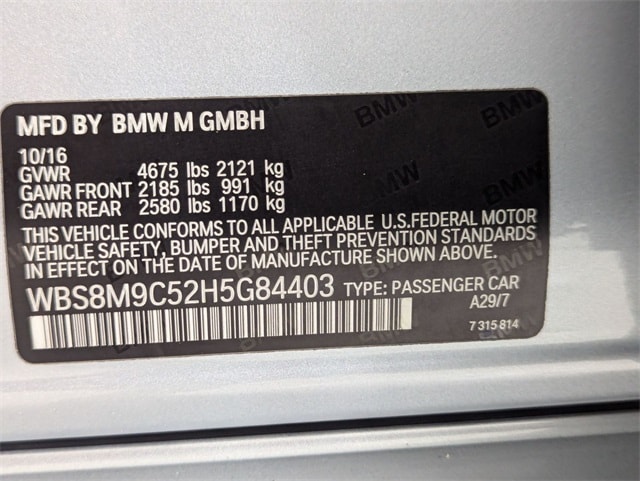 MFD BY BMW M GMBH
10/16
GVWR 4675 lbs 2121 kg
GAWR FRONT 2185 lbs 991 kg
GAWR REAR 2580 lbs 1170 kg
THIS VEHICLE CONFORMS TO ALL APPLICABLE U.S.FEDERAL MOTOR
VEHICLE SAFETY, BUMPER AND THEFT PREVENTION STANDARDS
IN EFFECT ON THE DATE OF MANUFACTURE SHOWN ABOVE.
WBS8M9C52H5G84403 TYPE: PASSENGER CAR
A29/7
7 315 814